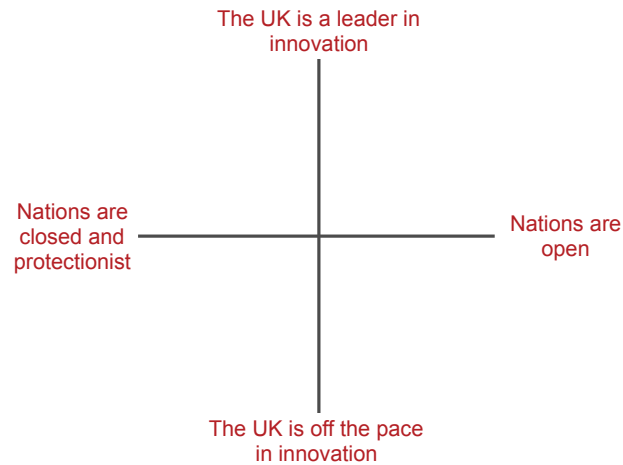 The UK is a leader in
innovation
Nations are
closed and
protectionist
Nations are
open
The UK is off the pace
in innovation